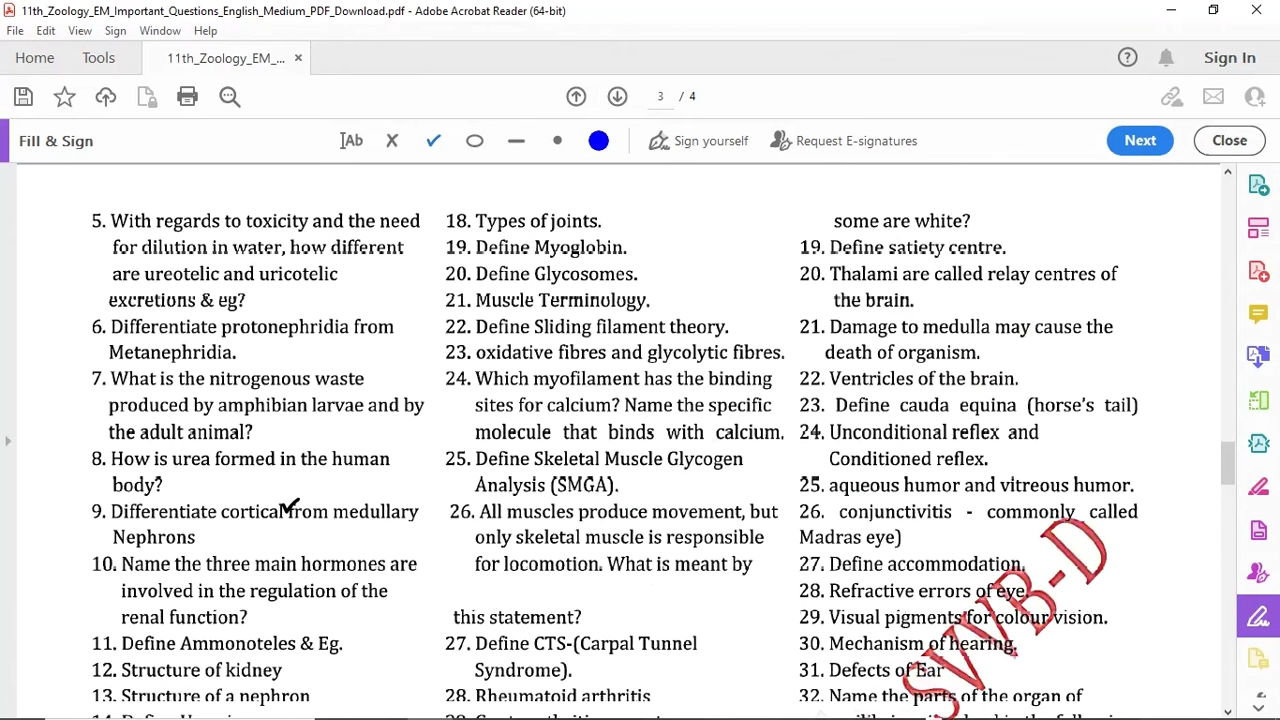 11th_Zoology_EM_Important_Questions_English_Medium_PDF_Download.pdf - Adobe Acrobat Reader (64-bit)
File Edit View Sign Window Help
Home Tools 11th_Zoology_EM_... Sign In
3 / 4
Fill & Sign Ab Sign yourself Request E-signatures Next Close
5. With regards to toxicity and the need
for dilution in water, how different
are ureotelic and uricotelic
excretions & eg?
6. Differentiate protonephridia from
Metanephridia.
7. What is the nitrogenous waste
produced by amphibian larvae and by
the adult animal?
8. How is urea formed in the human
body?
9. Differentiate cortical from medullary
Nephrons
10. Name the three main hormones are
involved in the regulation of the
renal function?
11. Define Ammonoteles & Eg.
12. Structure of kidney
13. Structure of a nephron
18. Types of joints.
19. Define Myoglobin.
20. Define Glycosomes.
21. Muscle Terminology.
22. Define Sliding filament theory.
23. oxidative fibres and glycolytic fibres.
24. Which myofilament has the binding
sites for calcium? Name the specific
molecule that binds with calcium.
25. Define Skeletal Muscle Glycogen
Analysis (SMGA).
26. All muscles produce movement, but
only skeletal muscle is responsible
for locomotion. What is meant by
this statement?
27. Define CTS-(Carpal Tunnel
Syndrome).
28. Rheumatoid arthritis
some are white?
19. Define satiety centre.
20. Thalami are called relay centres of
the brain.
21. Damage to medulla may cause the
death of organism.
22. Ventricles of the brain.
23. Define cauda equina (horse's tail)
24. Unconditional reflex and
Conditioned reflex.
25. aqueous humor and vitreous humor.
26. conjunctivitis - commonly called
Madras eye)
27. Define accommodation.
28. Refractive errors of eye.
29. Visual pigments for colour vision.
30. Mechanism of hearing.
31. Defects of Ear
32. Name the parts of the organ of
SVVB-D